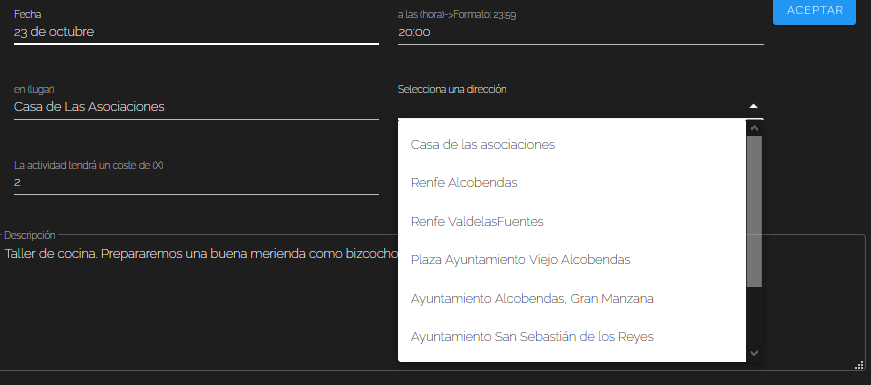 Fecha
23 de octubre
a las (hora)->Formato: 23:59
20:00
ACEPTAR
en (lugar)
Casa de Las Asociaciones
Selecciona una dirección
Casa de las asociaciones
Renfe Alcobendas
Renfe ValdelasFuentes
Plaza Ayuntamiento Viejo Alcobendas
Ayuntamiento Alcobendas, Gran Manzana
Ayuntamiento San Sebastián de los Reyes
La actividad tendrá un coste de (X)
2
Descripción
Taller de cocina. Prepararemos una buena merienda como bizcocho